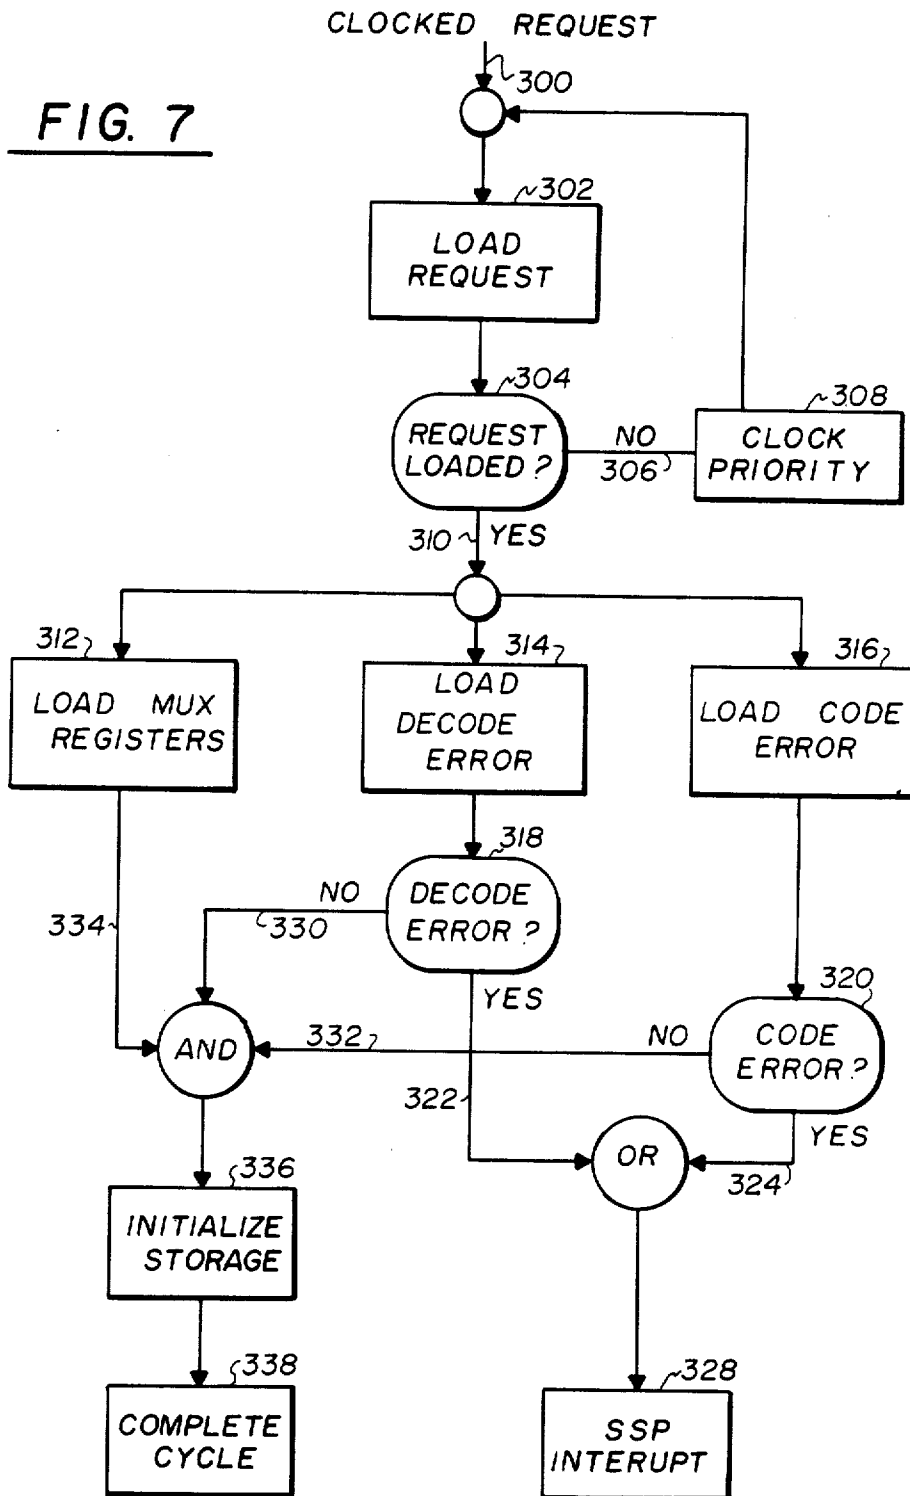 CLOCKED REQUEST
300
FIG. 7
302
LOAD
REQUEST
304
REQUEST
LOADED?
NO
306
308
CLOCK
PRIORITY
310
YES
312
LOAD MUX
REGISTERS
314
LOAD
DECODE
ERROR
316
LOAD CODE
ERROR
318
DECODE
ERROR?
NO
330
334
YES
320
CODE
ERROR?
NO
332
AND
322
YES
OR
324
336
INITIALIZE
STORAGE
338
COMPLETE
CYCLE
328
SSP
INTERUPT